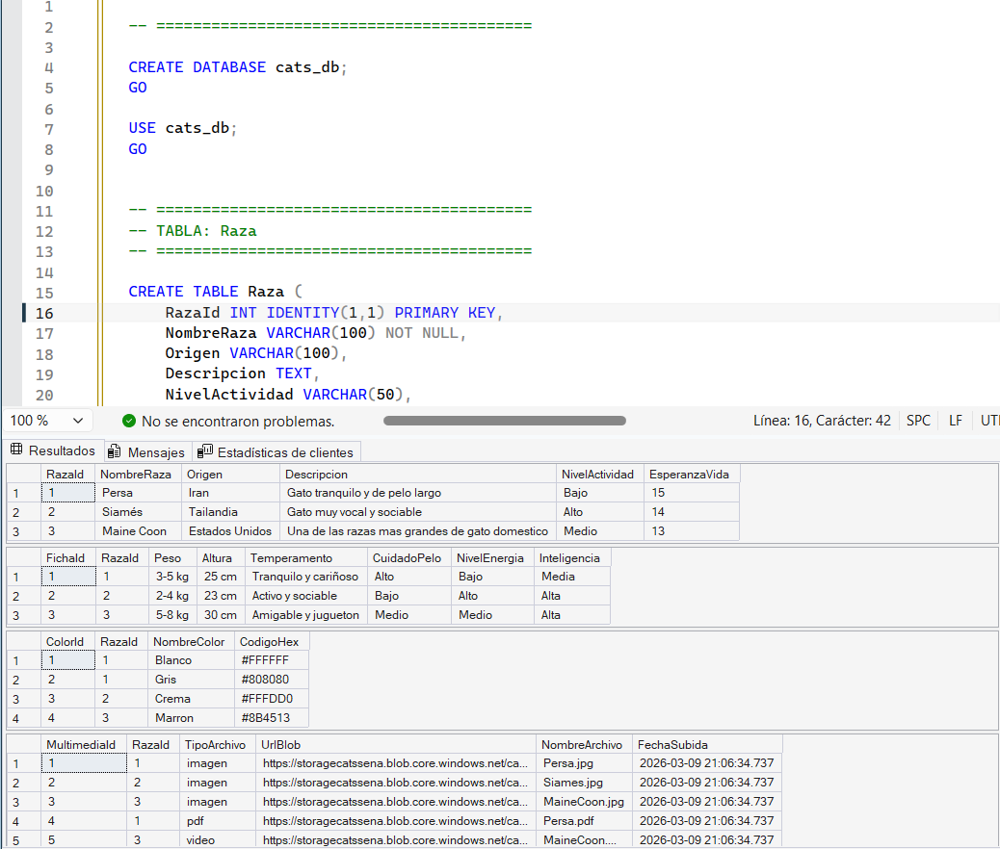 1
2 -- =========================================
3
4 CREATE DATABASE cats_db;
5 GO
6
7 USE cats_db;
8 GO
9
10
11 -- =========================================
12 -- TABLA: Raza
13 -- =========================================
14
15 CREATE TABLE Raza (
16 RazaId INT IDENTITY(1,1) PRIMARY KEY,
17 NombreRaza VARCHAR(100) NOT NULL,
18 Origen VARCHAR(100),
19 Descripcion TEXT,
20 NivelActividad VARCHAR(50),
100 % No se encontraron problemas. Línea: 16, Carácter: 42 SPC LF UTI
Resultados Mensajes Estadísticas de clientes
RazaId NombreRaza Origen Descripcion NivelActividad EsperanzaVida
1 1 Persa Iran Gato tranquilo y de pelo largo Bajo 15
2 2 Siamés Tailandia Gato muy vocal y sociable Alto 14
3 3 Maine Coon Estados Unidos Una de las razas mas grandes de gato domestico Medio 13
FichaId RazaId Peso Altura Temperamento CuidadoPelo NivelEnergia Inteligencia
1 1 1 3-5 kg 25 cm Tranquilo y cariñoso Alto Bajo Media
2 2 2 2-4 kg 23 cm Activo y sociable Bajo Alto Alta
3 3 3 5-8 kg 30 cm Amigable y jugueton Medio Medio Alta
ColorId RazaId NombreColor CodigoHex
1 1 1 Blanco #FFFFFF
2 2 1 Gris #808080
3 3 2 Crema #FFFDD0
4 4 3 Marron #8B4513
MultimediaId RazaId TipoArchivo UrlBlob NombreArchivo FechaSubida
1 1 1 imagen https://storagecatssena.blob.core.windows.net/ca... Persa.jpg 2026-03-09 21:06:34.737
2 2 2 imagen https://storagecatssena.blob.core.windows.net/ca... Siames.jpg 2026-03-09 21:06:34.737
3 3 3 imagen https://storagecatssena.blob.core.windows.net/ca... MaineCoon.jpg 2026-03-09 21:06:34.737
4 4 1 pdf https://storagecatssena.blob.core.windows.net/ca... Persa.pdf 2026-03-09 21:06:34.737
5 5 3 video https://storagecatssena.blob.core.windows.net/ca... MaineCoon.... 2026-03-09 21:06:34.737